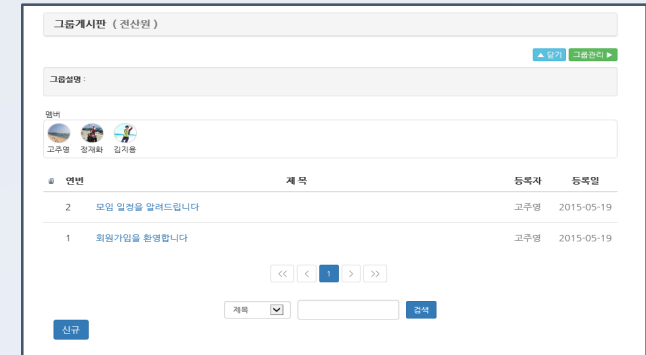 그룹게시판 ( 전산원 )
▲ 닫기 그룹관리 ▶
그룹설명 :
멤버
고주영 정재화 김지용
연번 제 목 등록자 등록일
2 모임 일정을 알려드립니다 고주영 2015-05-19
1 회원가입을 환영합니다 고주영 2015-05-19
<< < 1 > >>
제목 검색
신규